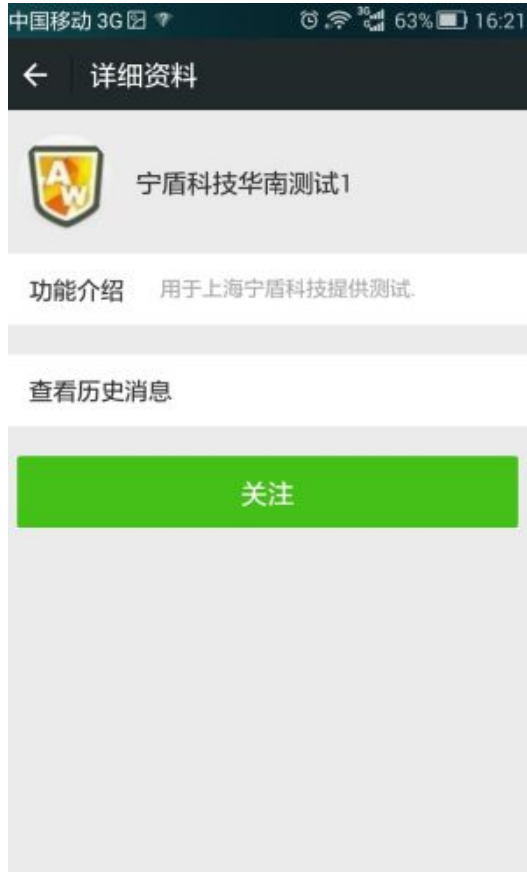 中国移动 3G 63% 16:21
详细资料
AW
宁盾科技华南测试1
功能介绍 用于上海宁盾科技提供测试.
查看历史消息
关注